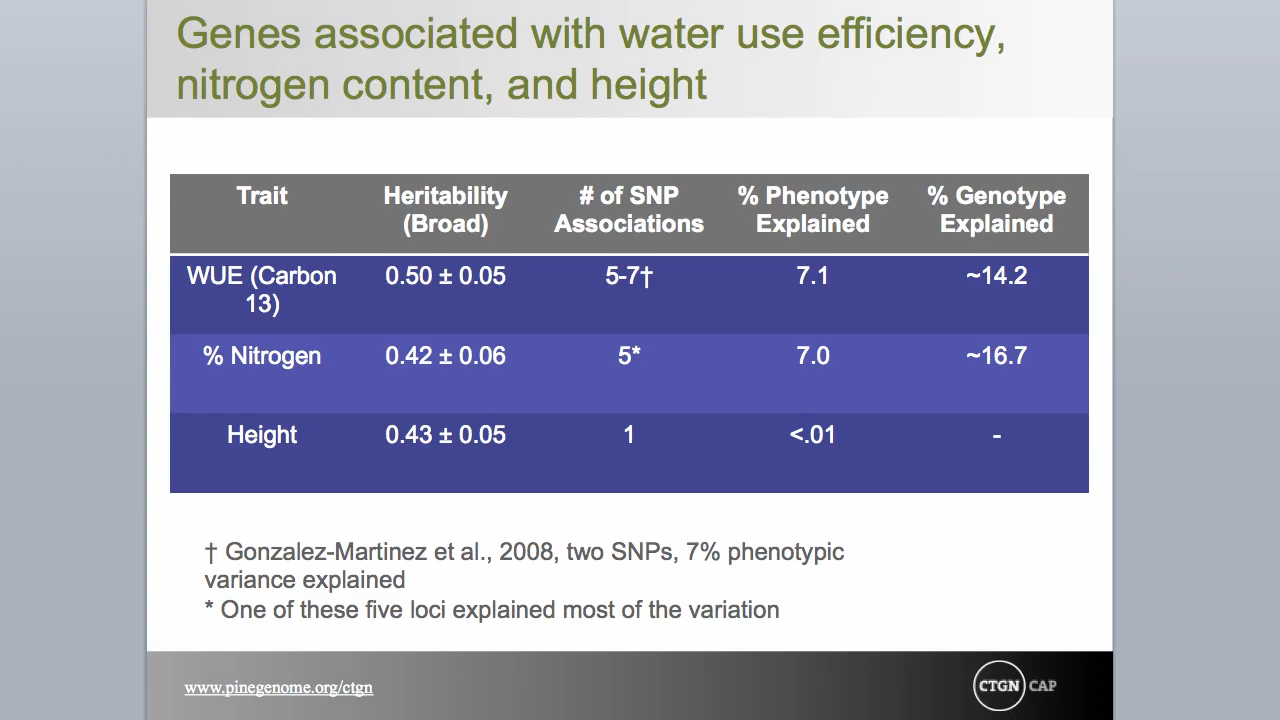 Genes associated with water use efficiency,
nitrogen content, and height
Trait Heritability (Broad) # of SNP Associations % Phenotype Explained % Genotype Explained
WUE (Carbon 13) 0.50 ± 0.05 5-7† 7.1 ~14.2
% Nitrogen 0.42 ± 0.06 5* 7.0 ~16.7
Height 0.43 ± 0.05 1 <.01 -
† Gonzalez-Martinez et al., 2008, two SNPs, 7% phenotypic
variance explained
* One of these five loci explained most of the variation
www.pinegenome.org/ctgn
CTGN CAP